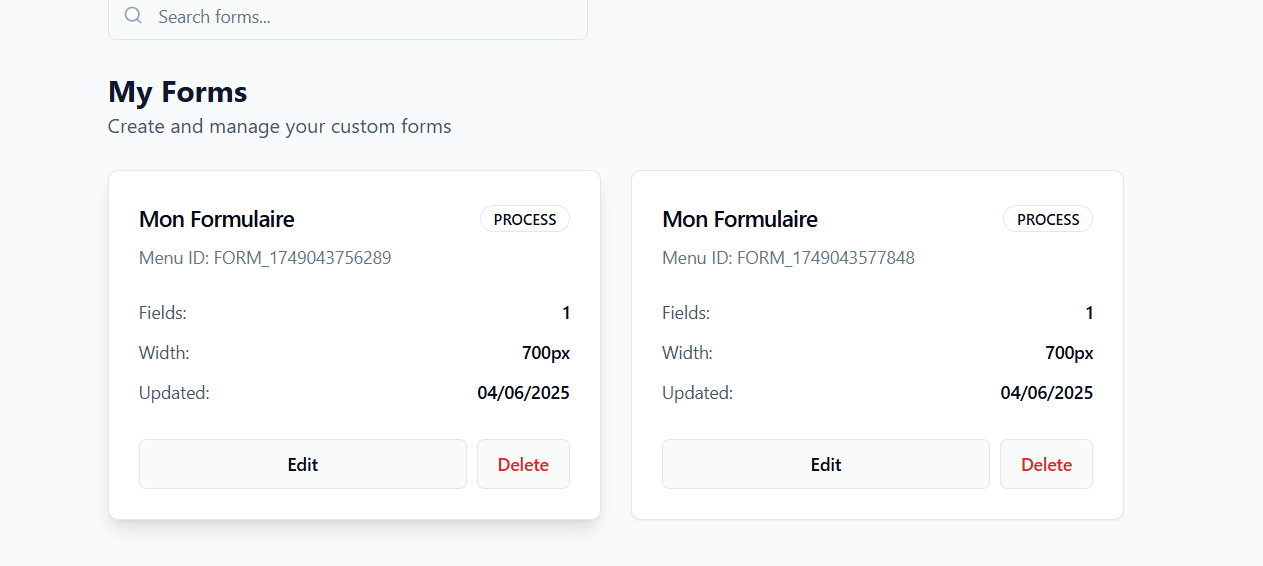 Search forms...
My Forms
Create and manage your custom forms
Mon Formulaire
PROCESS
Menu ID: FORM_1749043756289
Fields: 1
Width: 700px
Updated: 04/06/2025
Edit
Delete
Mon Formulaire
PROCESS
Menu ID: FORM_1749043577848
Fields: 1
Width: 700px
Updated: 04/06/2025
Edit
Delete